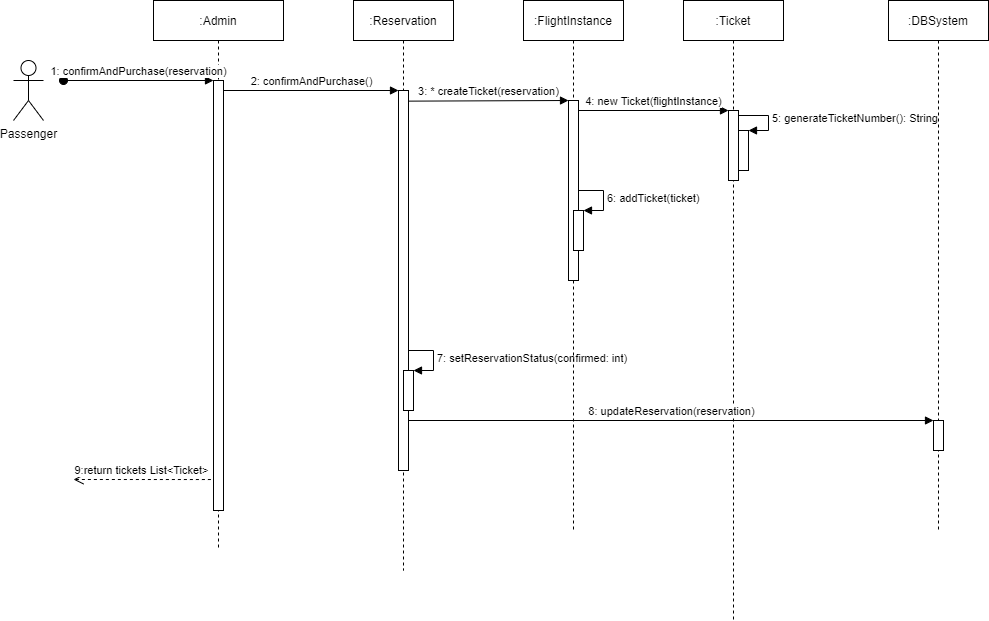 :Admin
:Reservation
:FlightInstance
:Ticket
:DBSystem
1: confirmAndPurchase(reservation)
2: confirmAndPurchase()
3: * createTicket(reservation)
4: new Ticket(flightInstance)
5: generateTicketNumber(): String
Passenger
6: addTicket(ticket)
7: setReservationStatus(confirmed: int)
8: updateReservation(reservation)
9:return tickets List<Ticket>